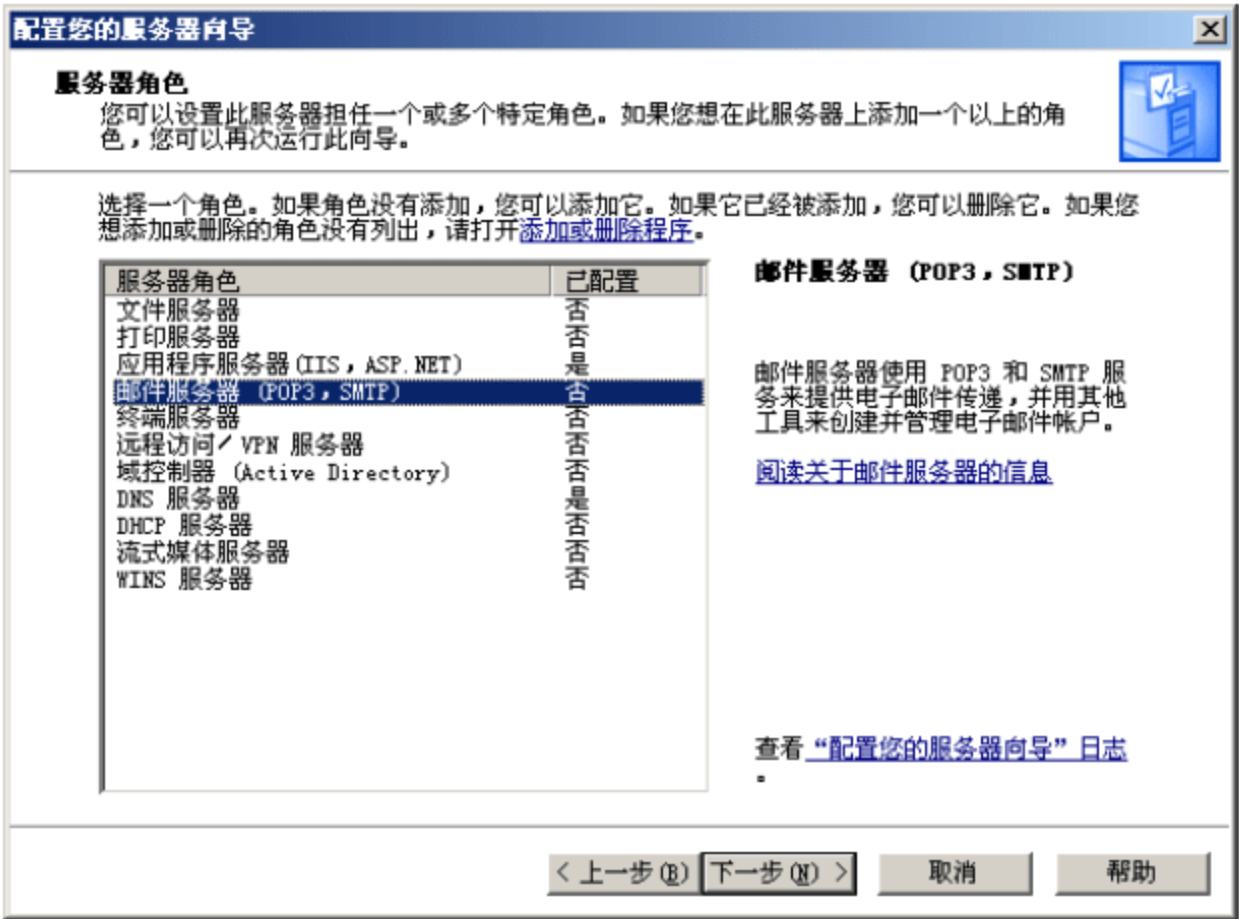 配置您的服务器向导
服务器角色
您可以设置此服务器担任一个或多个特定角色。如果您想在此服务器上添加一个以上的角
色，您可以再次运行此向导。
选择一个角色。如果角色没有添加，您可以添加它。如果它已经被添加，您可以删除它。如果您
想添加或删除的角色没有列出，请打开添加或删除程序。
服务器角色 已配置
文件服务器 否
打印服务器 否
应用程序服务器(IIS，ASP.NET) 是
邮件服务器 (POP3，SMTP) 否
终端服务器 否
远程访问/ VPN 服务器 否
域控制器 (Active Directory) 否
DNS 服务器 是
DHCP 服务器 否
流式媒体服务器 否
WINS 服务器 否
邮件服务器 (POP3，SMTP)
邮件服务器使用 POP3 和 SMTP 服
务来提供电子邮件传递，并用其他
工具来创建并管理电子邮件帐户。
阅读关于邮件服务器的信息
查看“配置您的服务器向导”日志
。
< 上一步(B) 下一步(N) > 取消 帮助